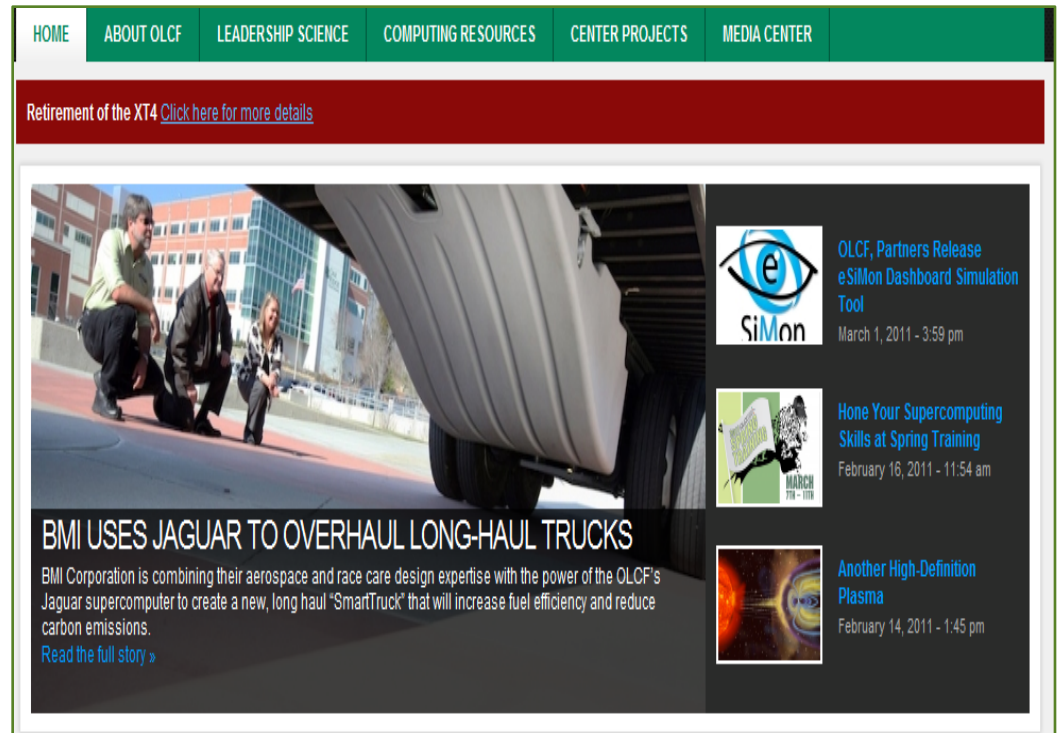 HOME ABOUT OLCF LEADERSHIP SCIENCE COMPUTING RESOURCES CENTER PROJECTS MEDIA CENTER
Retirement of the XT4 Click here for more details
BMI USES JAGUAR TO OVERHAUL LONG-HAUL TRUCKS
BMI Corporation is combining their aerospace and race care design expertise with the power of the OLCF's
Jaguar supercomputer to create a new, long haul “SmartTruck” that will increase fuel efficiency and reduce
carbon emissions.
Read the full story »
e
SiMon
OLCF, Partners Release
eSiMon Dashboard Simulation
Tool
March 1, 2011 - 3:59 pm
MARCH
7TH - 11TH
Hone Your Supercomputing
Skills at Spring Training
February 16, 2011 - 11:54 am
Another High-Definition
Plasma
February 14, 2011 - 1:45 pm